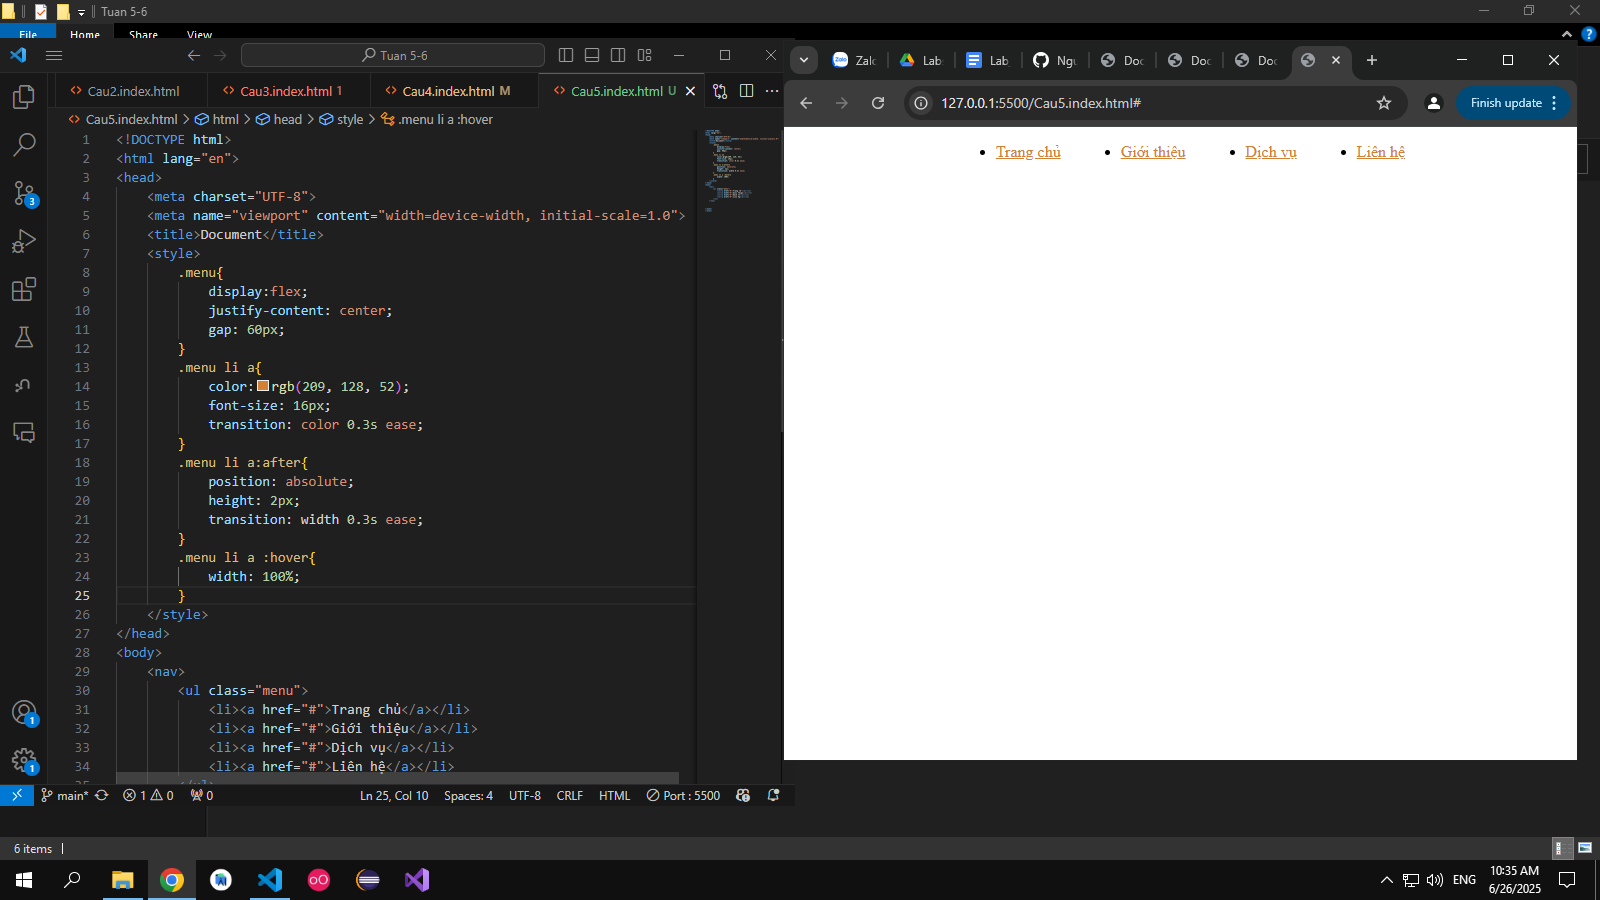 Tuan 5-6
File Home Share View
Tuan 5-6
Cau2.index.html Cau3.index.html 1 Cau4.index.html M Cau5.index.html U
Cau5.index.html > html > head > style > .menu li a :hover
1 <!DOCTYPE html>
2 <html lang="en">
3 <head>
4 <meta charset="UTF-8">
5 <meta name="viewport" content="width=device-width, initial-scale=1.0">
6 <title>Document</title>
7 <style>
8 .menu{
9 display:flex;
10 justify-content: center;
11 gap: 60px;
12 }
13 .menu li a{
14 color: rgb(209, 128, 52);
15 font-size: 16px;
16 transition: color 0.3s ease;
17 }
18 .menu li a:after{
19 position: absolute;
20 height: 2px;
21 transition: width 0.3s ease;
22 }
23 .menu li a :hover{
24 width: 100%;
25 }
26 </style>
27 </head>
28 <body>
29 <nav>
30 <ul class="menu">
31 <li><a href="#">Trang chủ</a></li>
32 <li><a href="#">Giới thiệu</a></li>
33 <li><a href="#">Dịch vụ</a></li>
34 <li><a href="#">Liên hệ</a></li>
3
1
1
main* 1 0 0 Ln 25, Col 10 Spaces: 4 UTF-8 CRLF HTML Port : 5500
Zalo Lab Lab Ngu Doc Doc Doc
127.0.0.1:5500/Cau5.index.html# Finish update
• Trang chủ • Giới thiệu • Dịch vụ • Liên hệ
6 items
ENG 10:35 AM
6/26/2025